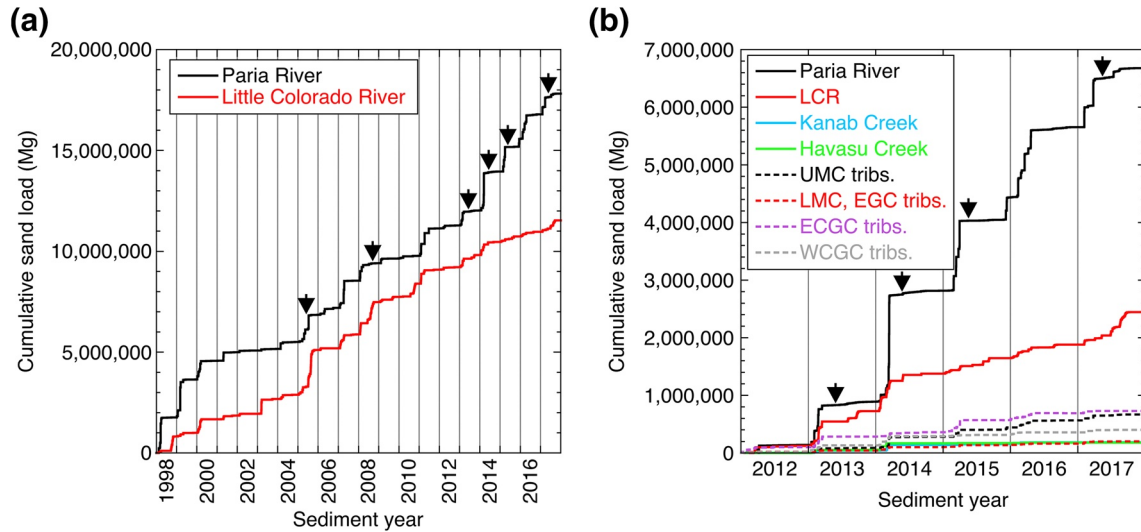 (a)
20,000,000
15,000,000
10,000,000
5,000,000
0
Cumulative sand load (Mg)
Paria River
Little Colorado River
1998
2000
2002
2004
2006
2008
2010
2012
2014
2016
Sediment year
(b)
7,000,000
6,000,000
5,000,000
4,000,000
3,000,000
2,000,000
1,000,000
0
Cumulative sand load (Mg)
Paria River
LCR
Kanab Creek
Havasu Creek
UMC tribs.
LMC, EGC tribs.
ECGC tribs.
WCGC tribs.
2012 2013 2014 2015 2016 2017
Sediment year